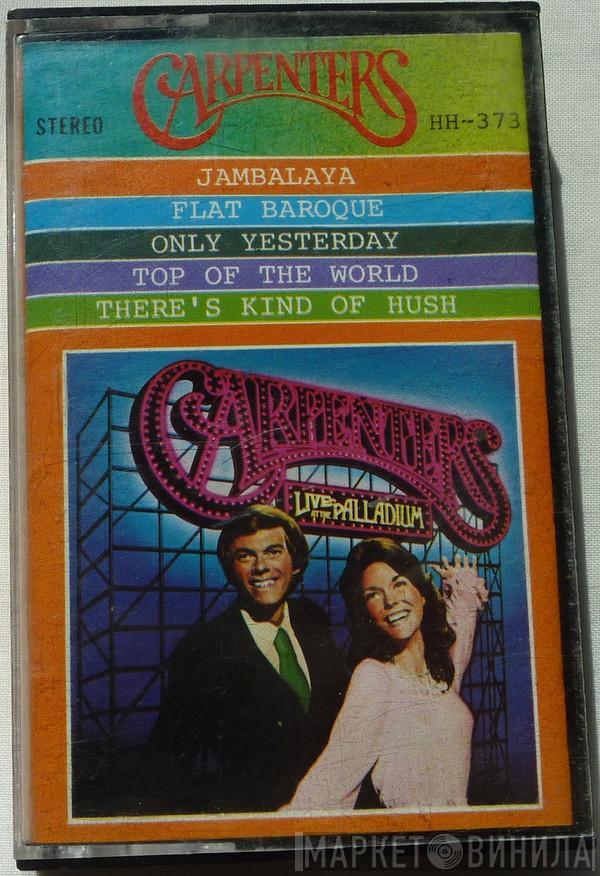 CARPENTERS
STEREO
HH--373
JAMBALAYA
FLAT BAROQUE
ONLY YESTERDAY
TOP OF THE WORLD
THERE'S KIND OF HUSH
CARPENTERS
LIVE AT THE PALLADIUM
МАРКЕТ ВИНИЛА